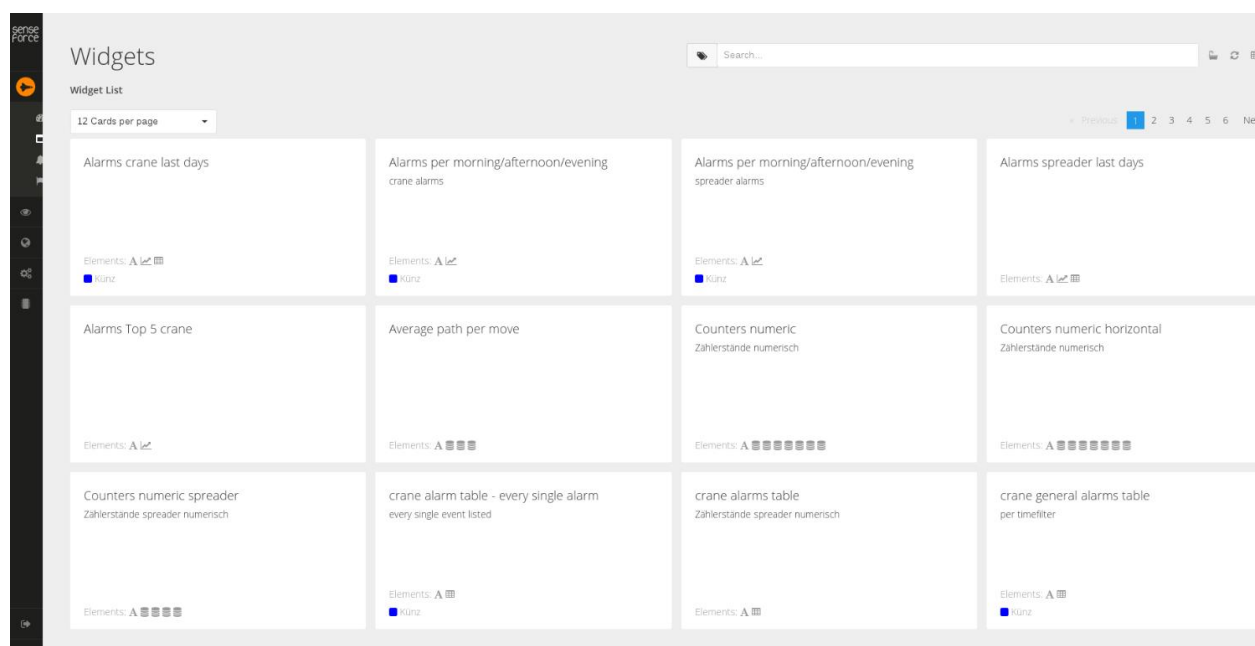 sense
Force
Widgets
Search...
Widget List
12 Cards per page
« Previous 1 2 3 4 5 6 Ne
Alarms crane last days
Elements: A
Künz
Alarms per morning/afternoon/evening
crane alarms
Elements: A
Künz
Alarms per morning/afternoon/evening
spreader alarms
Elements: A
Künz
Alarms spreader last days
Elements: A
Alarms Top 5 crane
Elements: A
Average path per move
Elements: A
Counters numeric
Zählerstände numerisch
Elements: A
Counters numeric horizontal
Zählerstände numerisch
Elements: A
Counters numeric spreader
Zählerstände spreader numerisch
Elements: A
crane alarm table - every single alarm
every single event listed
Elements: A
Künz
crane alarms table
Zählerstände spreader numerisch
Elements: A
crane general alarms table
per timefilter
Elements: A
Künz